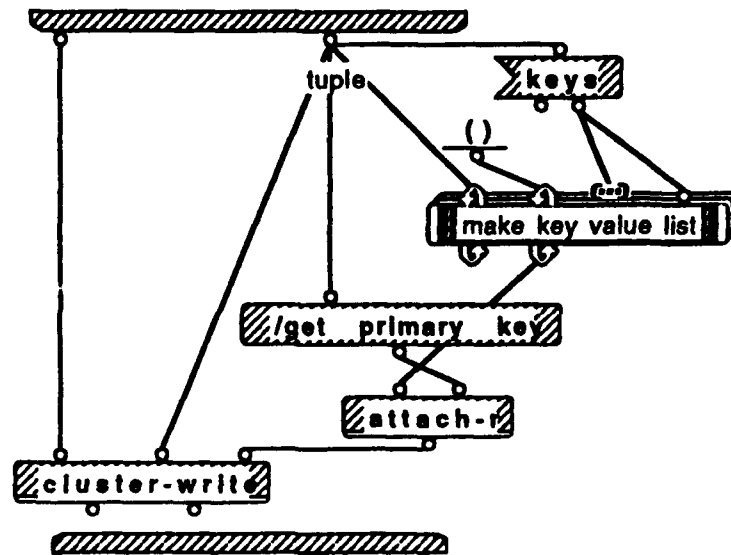 tuple
keys
( )
make key value list
/get primary key
attach-r
cluster-write